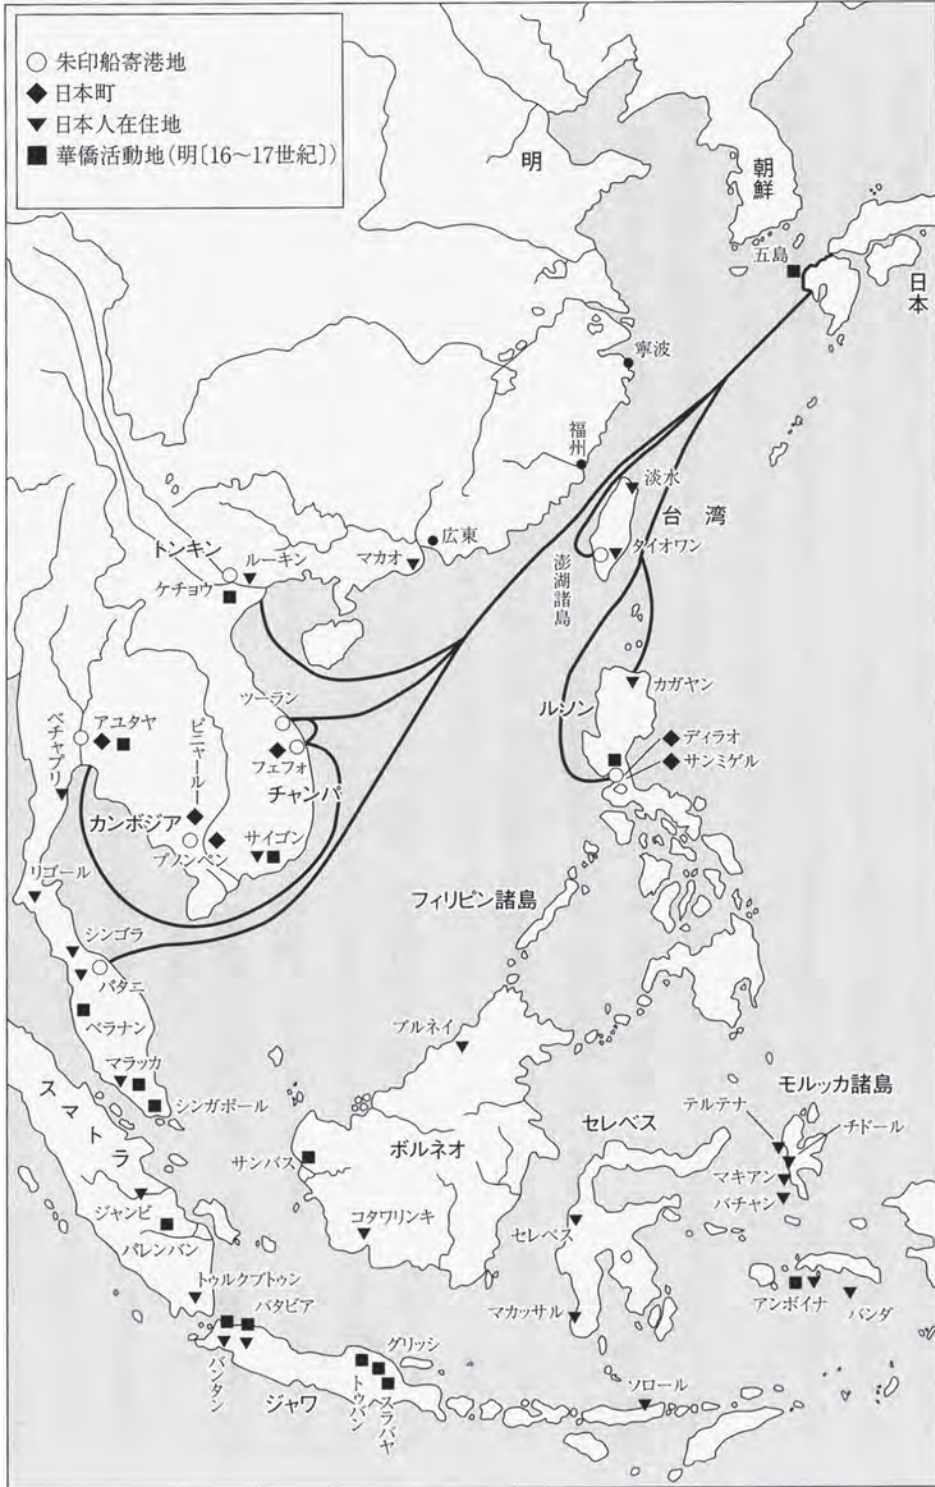 朱印船寄港地
日本町
日本人在住地
華僑活動地(明〔16〜17世紀〕)
明
朝鮮
五島
日本
寧波
福州
淡水
台湾
広東
マカオ
タイオワン
澎湖諸島
トンキン
ルーキン
ケチョウ
カガヤン
ルソン
ディラオ
サンミゲル
ツーラン
フェフォ
チャンパ
アユタヤ
ペチャブリ
ピニャールー
カンボジア
プノンペン
サイゴン
リゴール
フィリピン諸島
シンゴラ
パタニ
ペラナン
マラッカ
シンガポール
スマトラ
ブルネイ
モルッカ諸島
テルテナ
チドール
マキアン
バチャン
セレベス
ボルネオ
サンバス
コタワリンキ
セレベス
ジャンビ
パレンバン
トゥルクブトゥン
バタビア
バンタン
ジャワ
グリッシ
トゥバン
スラバヤ
マカッサル
アンボイナ
バンダ
ソロール